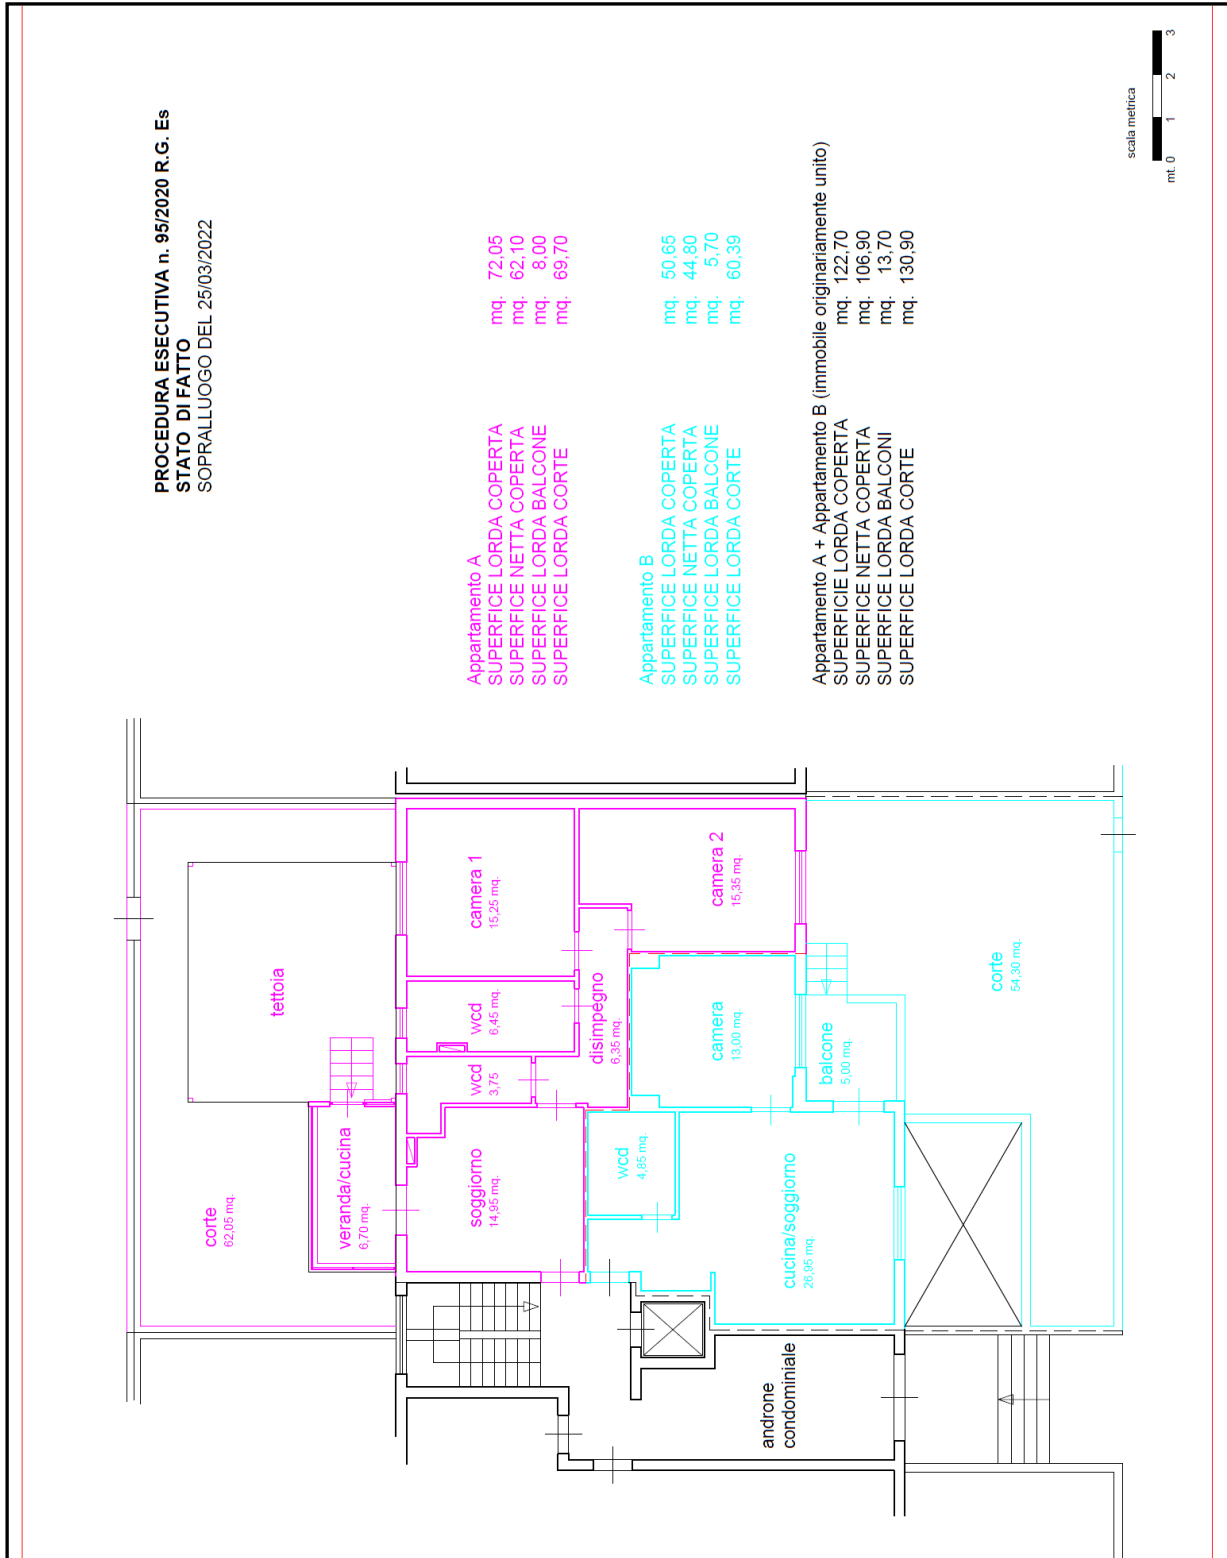 PROCEDURA ESECUTIVA n. 95/2020 R.G. Es
STATO DI FATTO
SOPRALLUOGO DEL 25/03/2022
Appartamento A
SUPERFICE LORDA COPERTA mq. 72,05
SUPERFICE NETTA COPERTA mq. 62,10
SUPERFICE LORDA BALCONE mq. 8,00
SUPERFICE LORDA CORTE mq. 69,70
Appartamento B
SUPERFICE LORDA COPERTA mq. 50,65
SUPERFICE NETTA COPERTA mq. 44,80
SUPERFICE LORDA BALCONE mq. 5,70
SUPERFICE LORDA CORTE mq. 60,39
Appartamento A + Appartamento B (immobile originariamente unito)
SUPERFICIE LORDA COPERTA mq. 122,70
SUPERFICE NETTA COPERTA mq. 106,90
SUPERFICE LORDA BALCONI mq. 13,70
SUPERFICE LORDA CORTE mq. 130,90
scala metrica
mt. 0 1 2 3
corte
62,05 mq.
tettoia
veranda/cucina
6,70 mq.
soggiorno
14,95 mq.
wcd
3,75
wcd
6,45 mq.
camera 1
15,25 mq.
disimpegno
6,35 mq.
camera 2
15,35 mq.
wcd
4,85 mq.
camera
13,00 mq.
cucina/soggiorno
26,95 mq.
balcone
5,00 mq.
corte
54,30 mq.
androne
condominiale